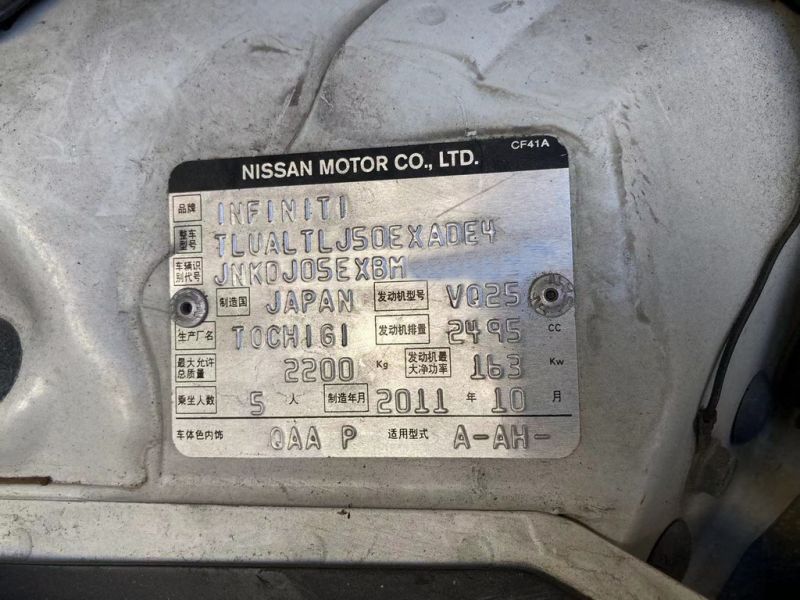 CF41A
NISSAN MOTOR CO., LTD.
品牌 INFINITI
整车型号 TLUALTLJ50EXADE4
车辆识别代号 JNKDJ05EXBM
制造国 JAPAN 发动机型号 VQ25
生产厂名 TOCHIGI 发动机排量 2495 CC
最大允许总质量 2200 Kg 发动机最大净功率 163 Kw
乘坐人数 5 人 制造年月 2011 年 10 月
车体色内饰 QAA P 适用型式 A-AH-